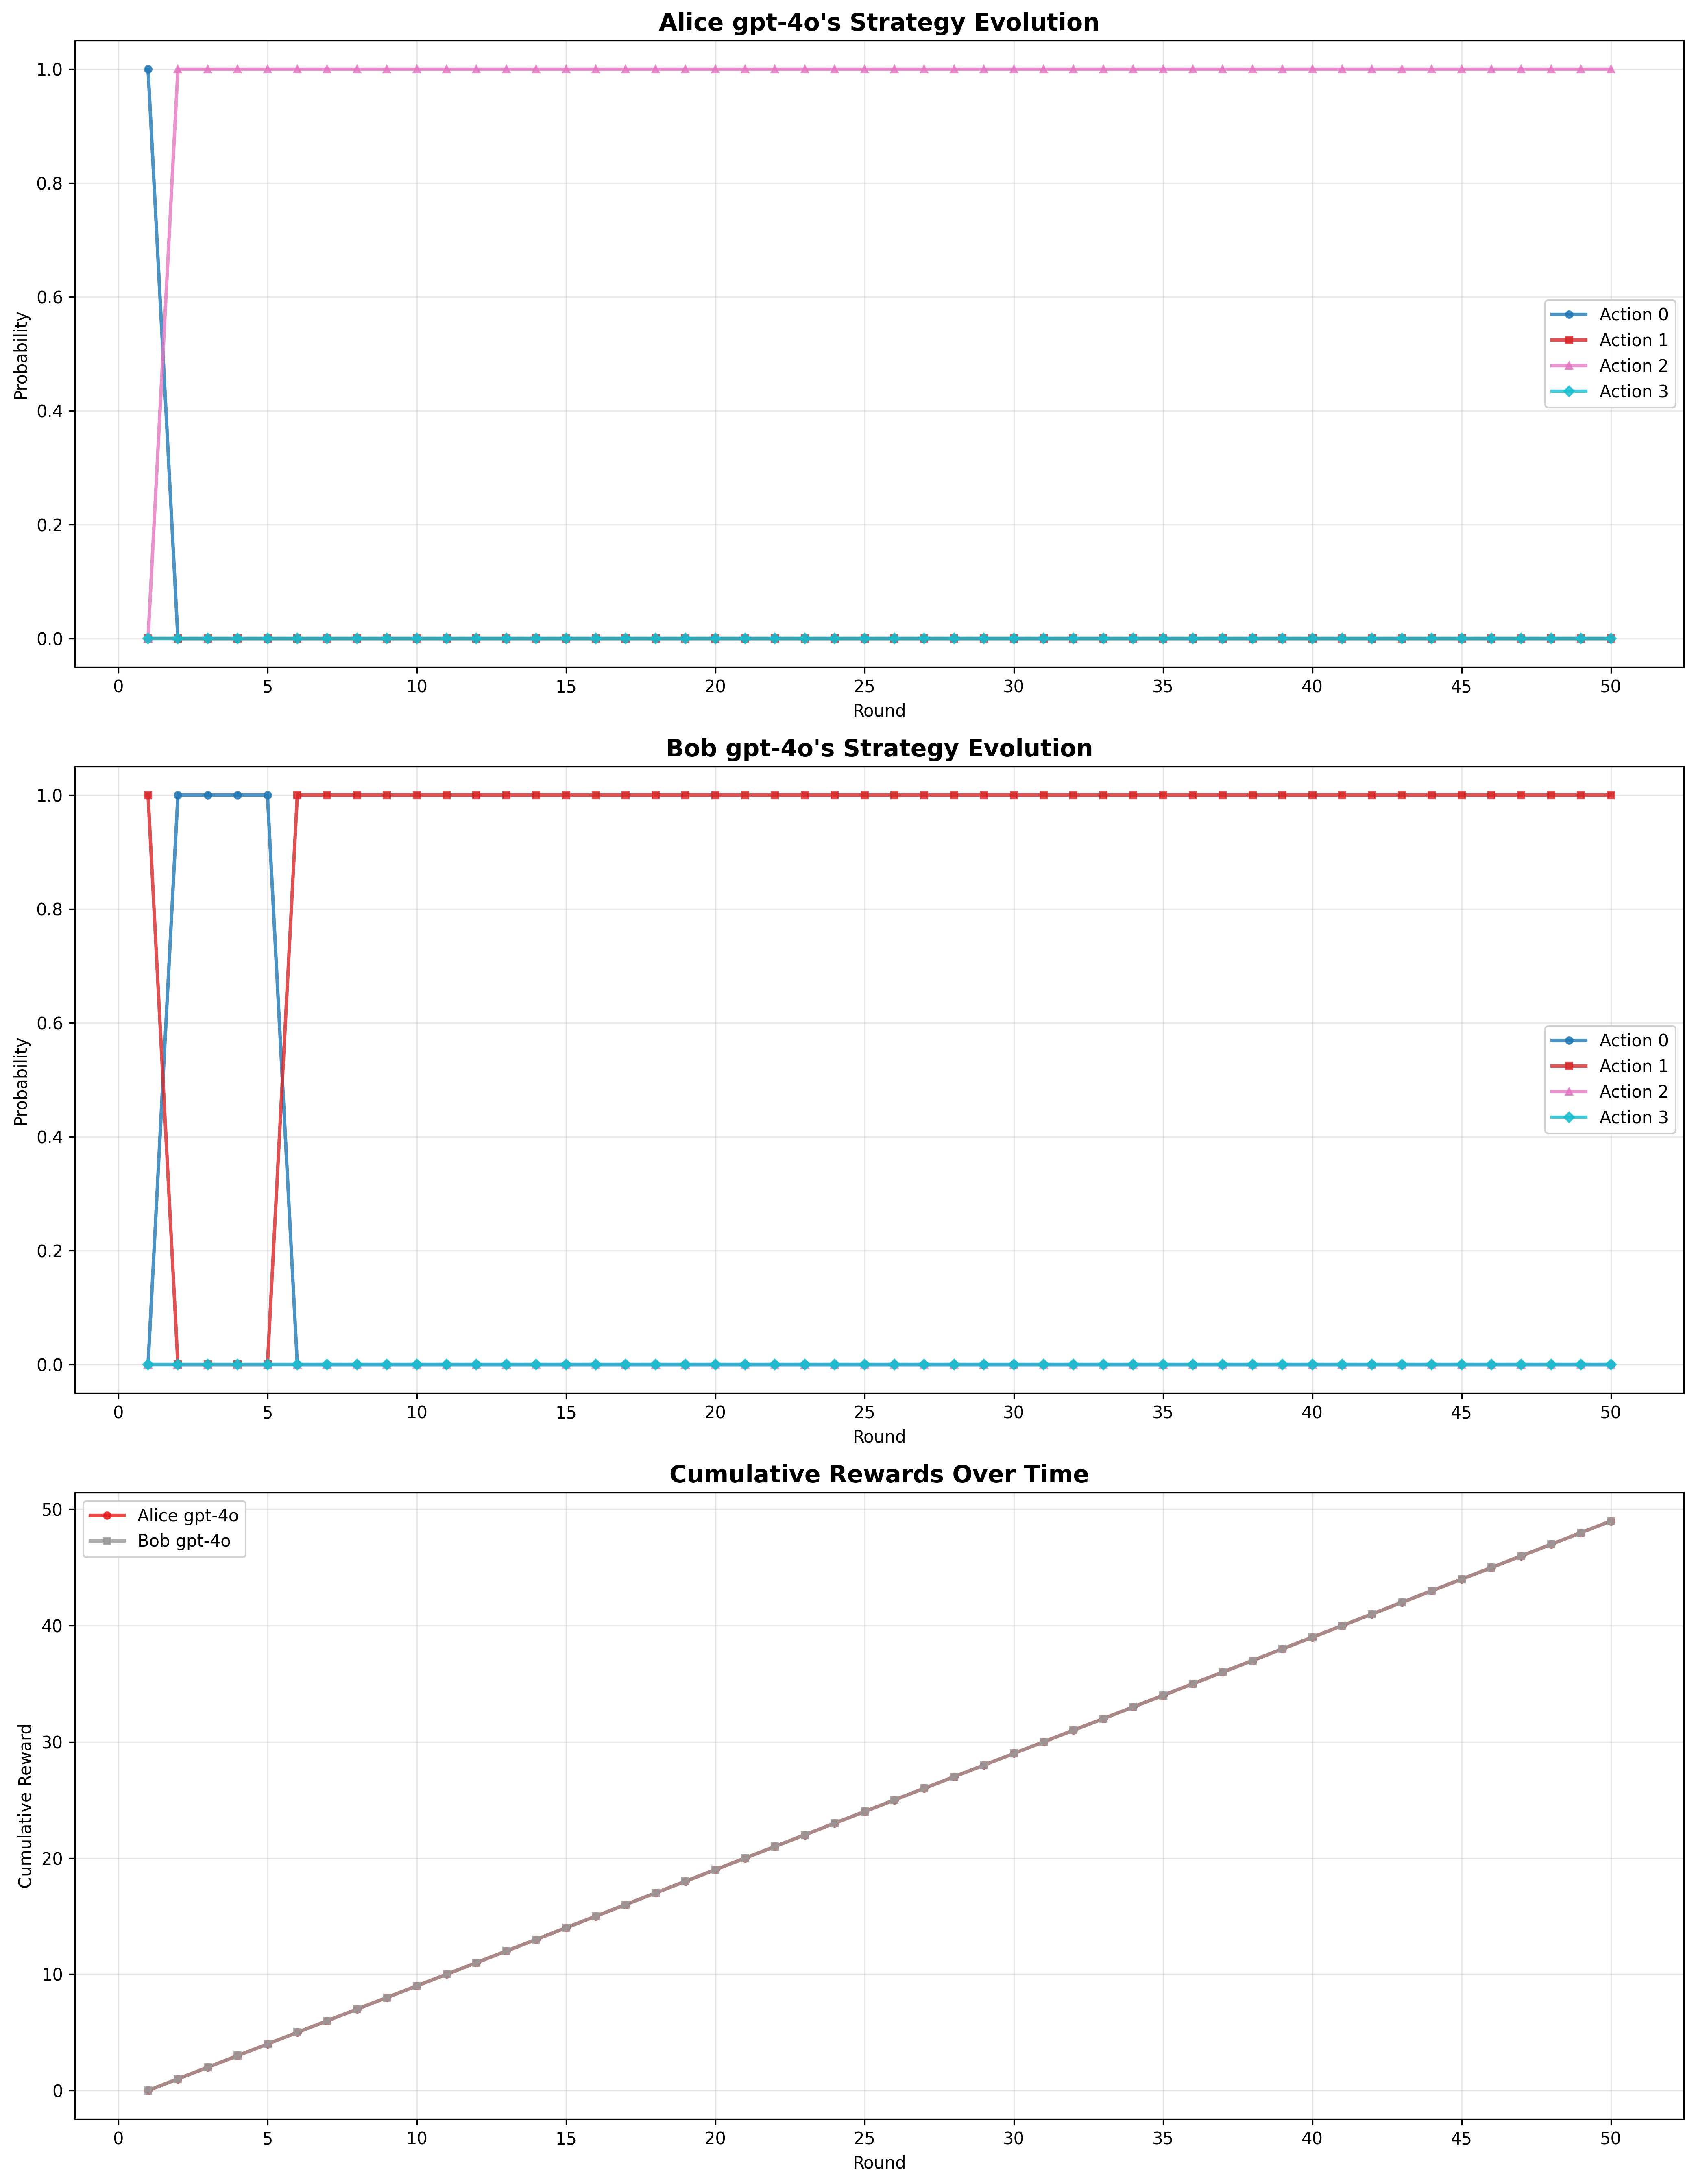 Alice gpt-4o's Strategy Evolution
1.0
0.8
0.6
0.4
0.2
0.0
Probability
Action 0
Action 1
Action 2
Action 3
0 5 10 15 20 25 30 35 40 45 50
Round
Bob gpt-4o's Strategy Evolution
1.0
0.8
0.6
0.4
0.2
0.0
Probability
Action 0
Action 1
Action 2
Action 3
0 5 10 15 20 25 30 35 40 45 50
Round
Cumulative Rewards Over Time
Alice gpt-4o
Bob gpt-4o
50
40
30
20
10
0
Cumulative Reward
0 5 10 15 20 25 30 35 40 45 50
Round